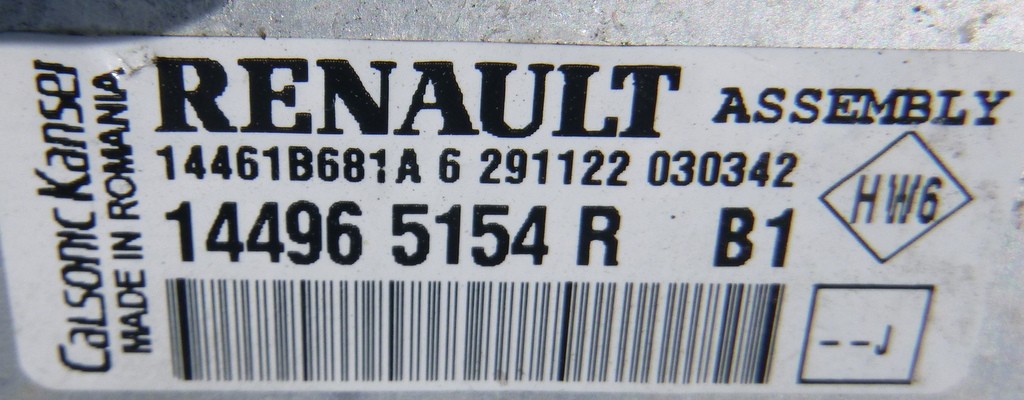 Calsonic Kansei
MADE IN ROMANIA
RENAULT ASSEMBLY
14461B681A 6 291122 030342
14496 5154 R B1
HW6
--J